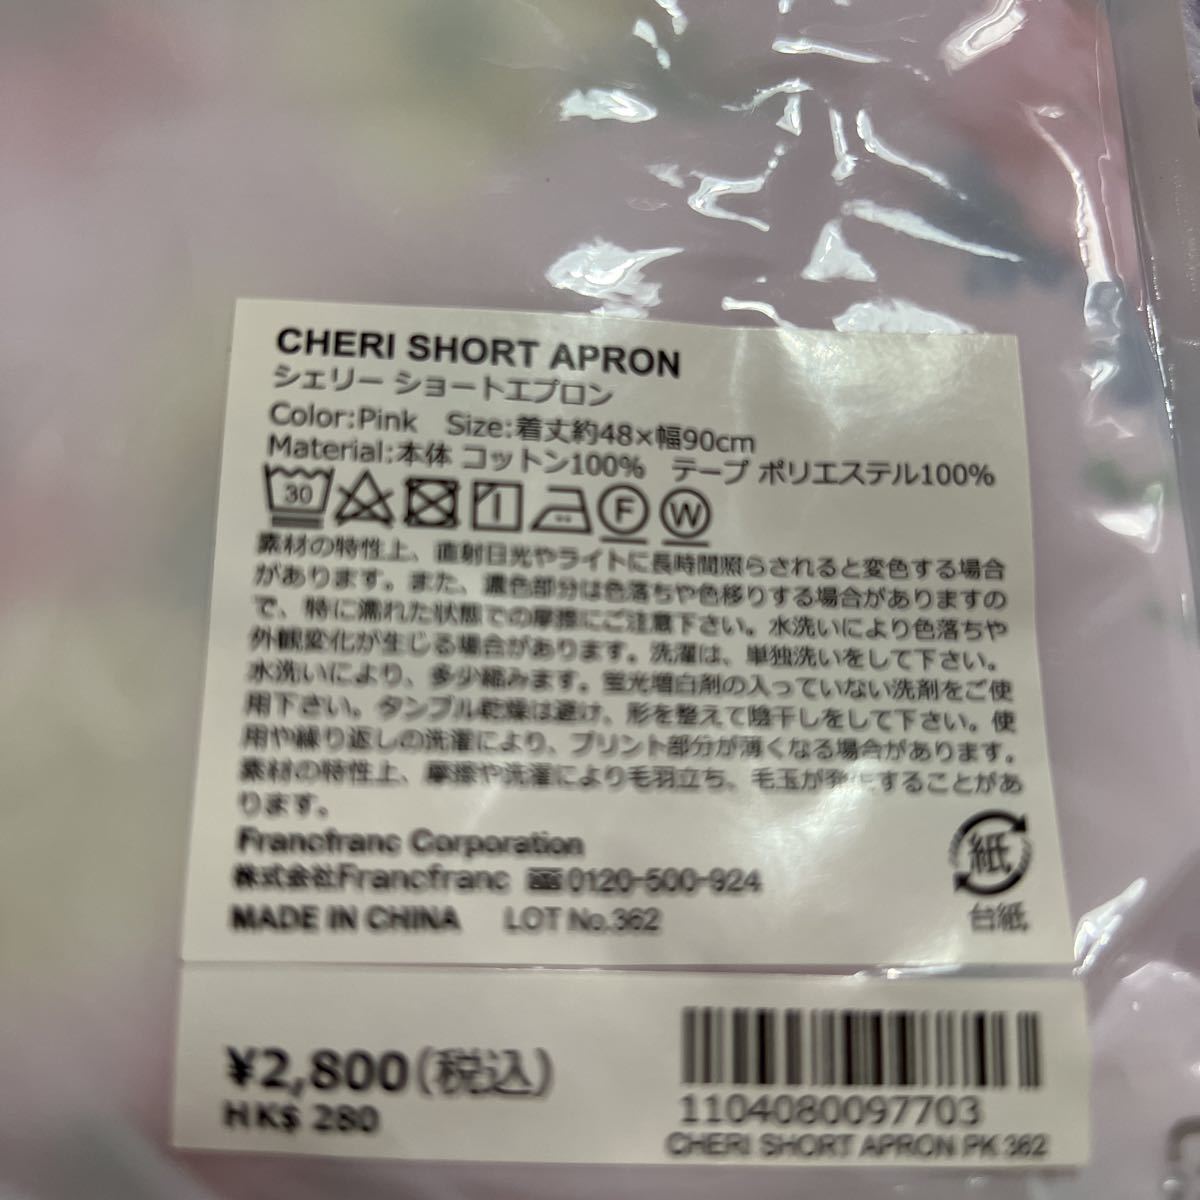 CHERI SHORT APRON
シェリー ショートエプロン
Color:Pink Size:着丈約48×幅90cm
Material:本体 コットン100% テープ ポリエステル100%
30 F W
素材の特性上、直射日光やライトに長時間照らされると変色する場合
があります。また、濃色部分は色落ちや色移りする場合がありますの
で、特に濡れた状態での摩擦にご注意下さい。水洗いにより色落ちや
外観変化が生じる場合があります。洗濯は、単独洗いをして下さい。
水洗いにより、多少縮みます。蛍光増白剤の入っていない洗剤をご使
用下さい。タンブル乾燥は避け、形を整えて陰干しをして下さい。使
用や繰り返しの洗濯により、プリント部分が薄くなる場合があります。
素材の特性上、摩擦や洗濯により毛羽立ち、毛玉が発生することがあ
ります。
Francfranc Corporation
株式会社Francfranc 0120-500-924
MADE IN CHINA LOT No.362
紙
台紙
¥2,800(税込)
HK$ 280
1104080097703
CHERI SHORT APRON PK 362